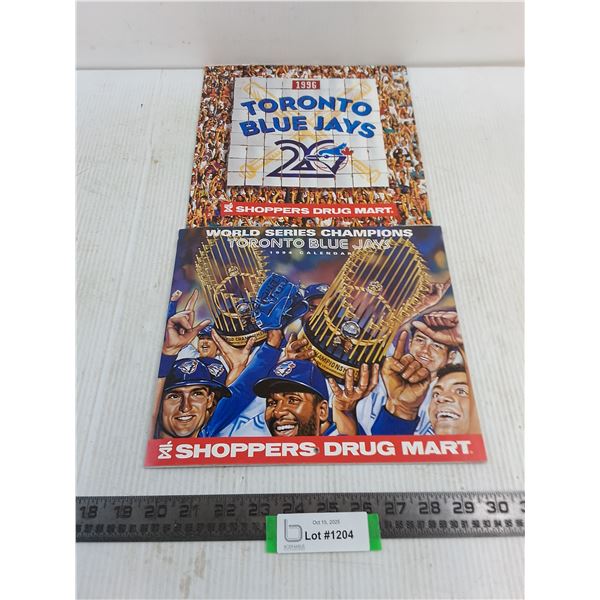 1996
TORONTO
BLUE JAYS
20
SHOPPERS DRUG MART
WORLD SERIES CHAMPIONS
TORONTO BLUE JAYS
1994 CALENDAR
SHOPPERS DRUG MART
18 19 20 21 22 23 24 25 26 27 28 29 30
Oct 15, 2025
Lot #1204